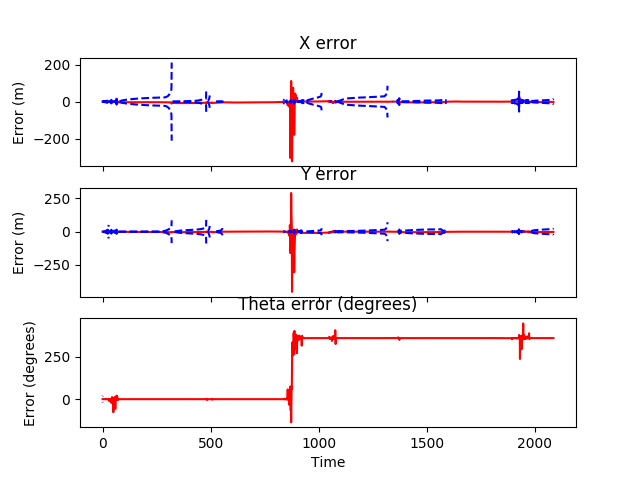 X error
200
0
−200
Error (m)
Y error
250
0
−250
Error (m)
Theta error (degrees)
250
0
Error (degrees)
0
500
1000
1500
2000
Time